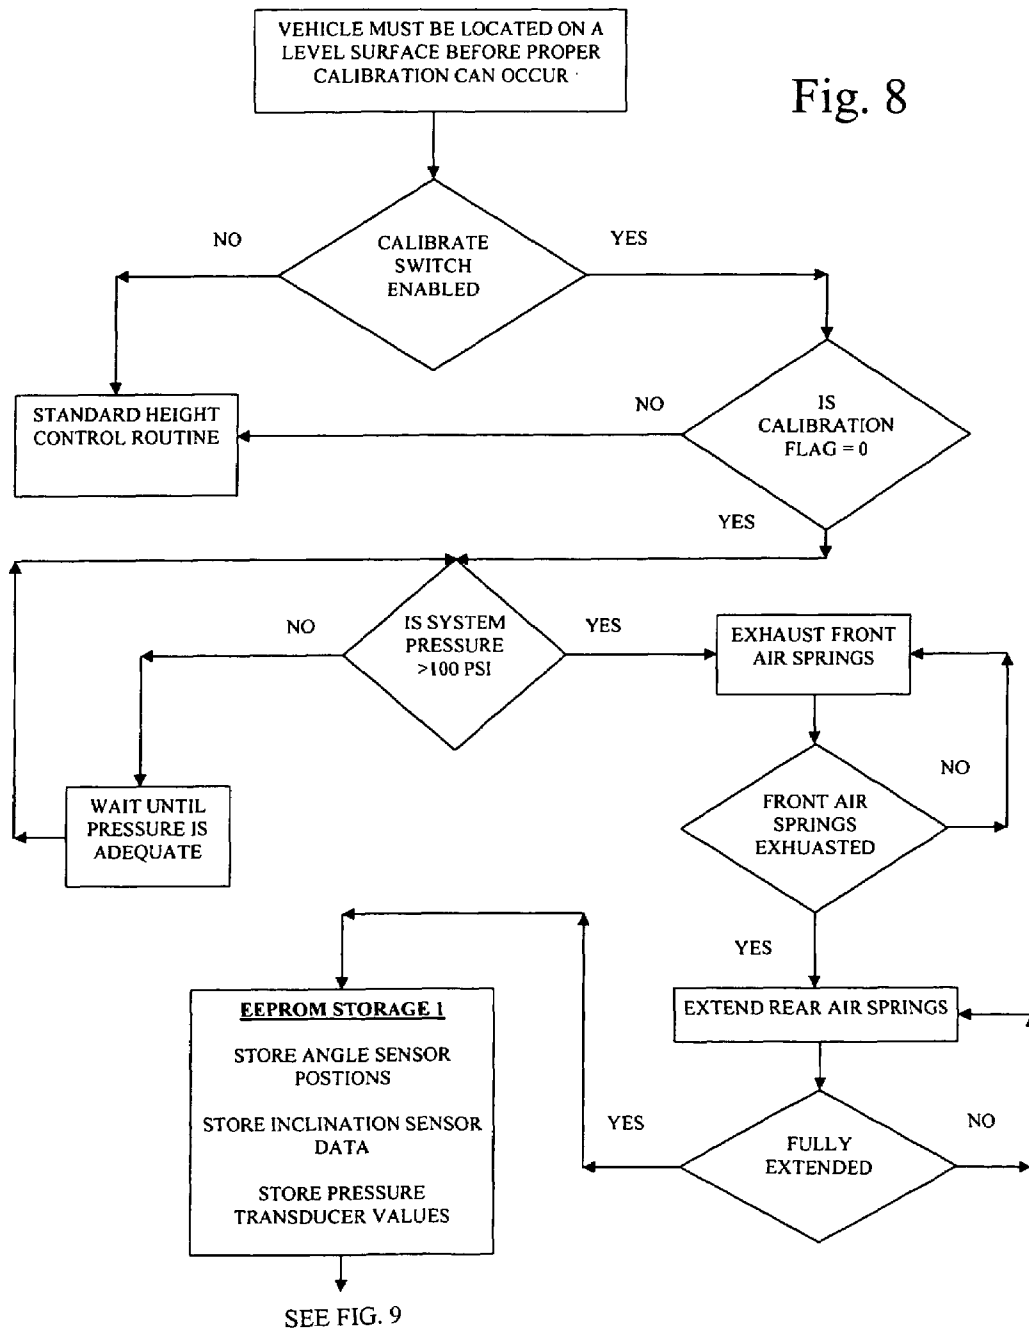 VEHICLE MUST BE LOCATED ON A
LEVEL SURFACE BEFORE PROPER
CALIBRATION CAN OCCUR
Fig. 8
NO
CALIBRATE
SWITCH
ENABLED
YES
STANDARD HEIGHT
CONTROL ROUTINE
NO
IS
CALIBRATION
FLAG = 0
YES
NO
IS SYSTEM
PRESSURE
>100 PSI
YES
EXHAUST FRONT
AIR SPRINGS
WAIT UNTIL
PRESSURE IS
ADEQUATE
FRONT AIR
SPRINGS
EXHUASTED
NO
YES
EXTEND REAR AIR SPRINGS
EEPROM STORAGE 1
STORE ANGLE SENSOR
POSTIONS
STORE INCLINATION SENSOR
DATA
STORE PRESSURE
TRANSDUCER VALUES
YES
FULLY
EXTENDED
NO
SEE FIG. 9